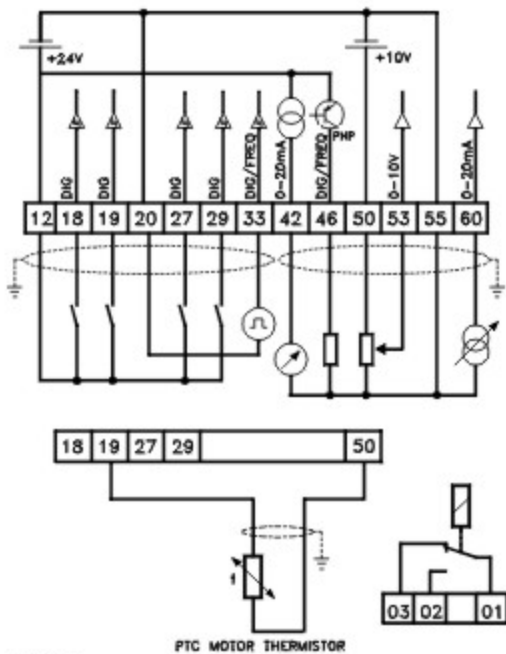 +24V
+10V
DIG
DIG
DIG
DIG
DIG/FREQ
0-20mA
DIG/FREQ
PNP
0-10V
0-20mA
12 18 19 20 27 29 33 42 46 50 53 55 60
18 19 27 29 50
03 02 01
PTC MOTOR THERMISTOR